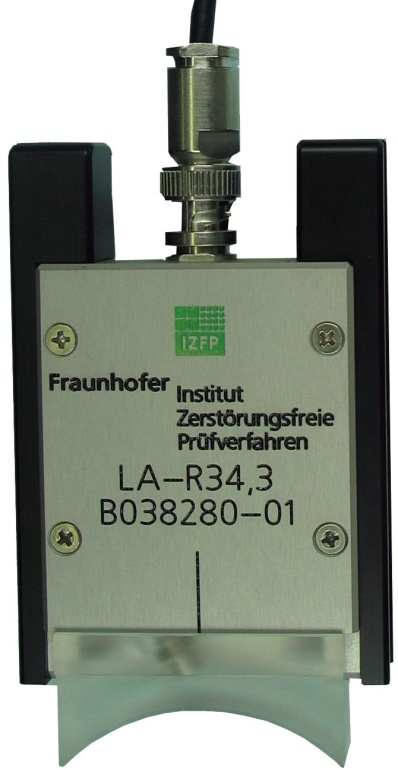 IZFP
Fraunhofer
Institut
Zerstörungsfreie
Prüfverfahren
LA-R34,3
B038280-01